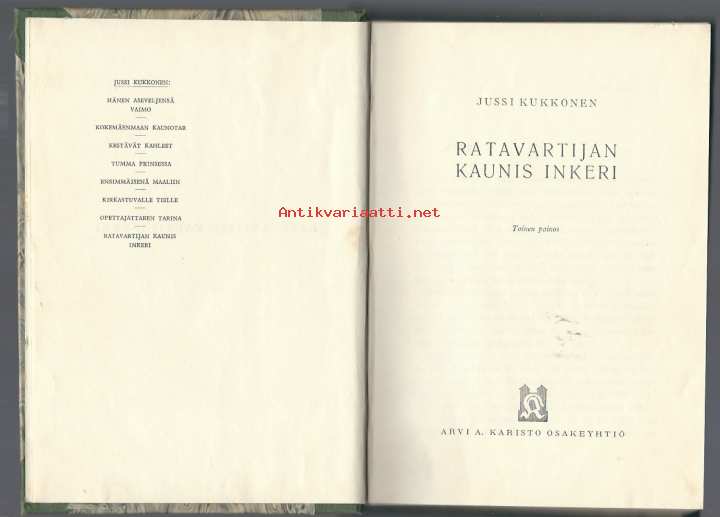 JUSSI KUKKONEN:
HÄNEN ASEVELJENSÄ
VAIMO
KOKEMÄENMAAN KAUNOTAR
KESTÄVÄT KAHLEET
TUMMA PRINSESSA
ENSIMMÄISENÄ MAALIIN
KIRKASTUVALLE TIELLE
OPETTAJATTAREN TARINA
RATAVARTIJAN KAUNIS
INKERI
JUSSI KUKKONEN
RATAVARTIJAN
KAUNIS INKERI
Toinen painos
ARVI A. KARISTO OSAKEYHTIÖ
Antikvariaatti.net